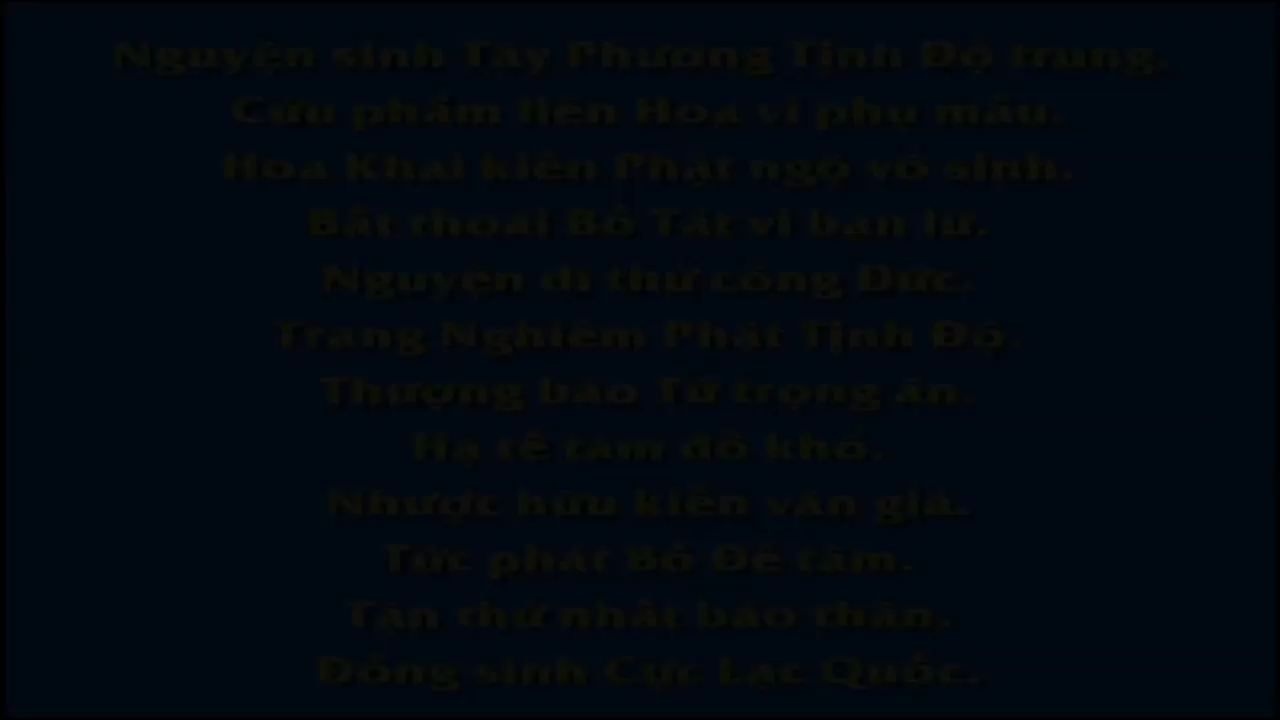 Nguyện sinh Tây Phương Tịnh Độ trung.
Cửu phẩm liên Hoa vi phụ mẫu.
Hoa Khai kiến Phật ngộ vô sinh.
Bất thoái Bồ Tát vi bạn lữ.
Nguyện dĩ thử công Đức.
Trang Nghiêm Phật Tịnh Độ.
Thượng báo Tứ trọng ân.
Hạ tế tam đồ khổ.
Nhược hữu kiến văn giả.
Tức phát Bồ Đề tâm.
Tận thử nhất báo thân.
Đồng sinh Cực Lạc Quốc.